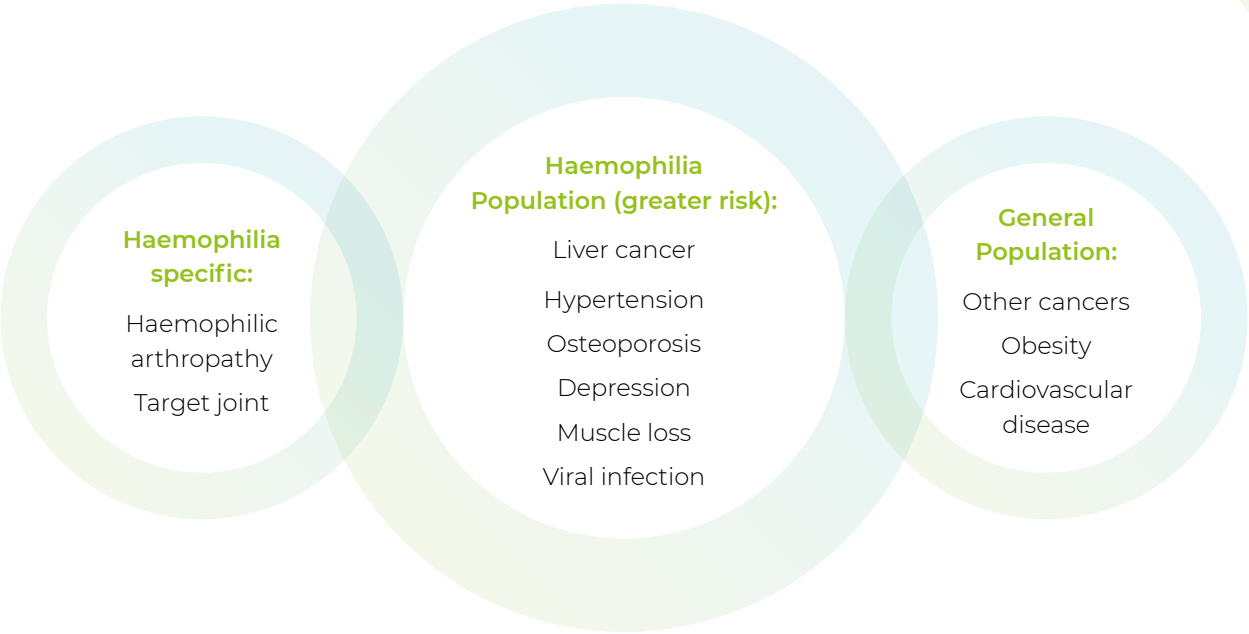 Haemophilia
specific:
Haemophilic
arthropathy
Target joint
Haemophilia
Population (greater risk):
Liver cancer
Hypertension
Osteoporosis
Depression
Muscle loss
Viral infection
General
Population:
Other cancers
Obesity
Cardiovascular
disease